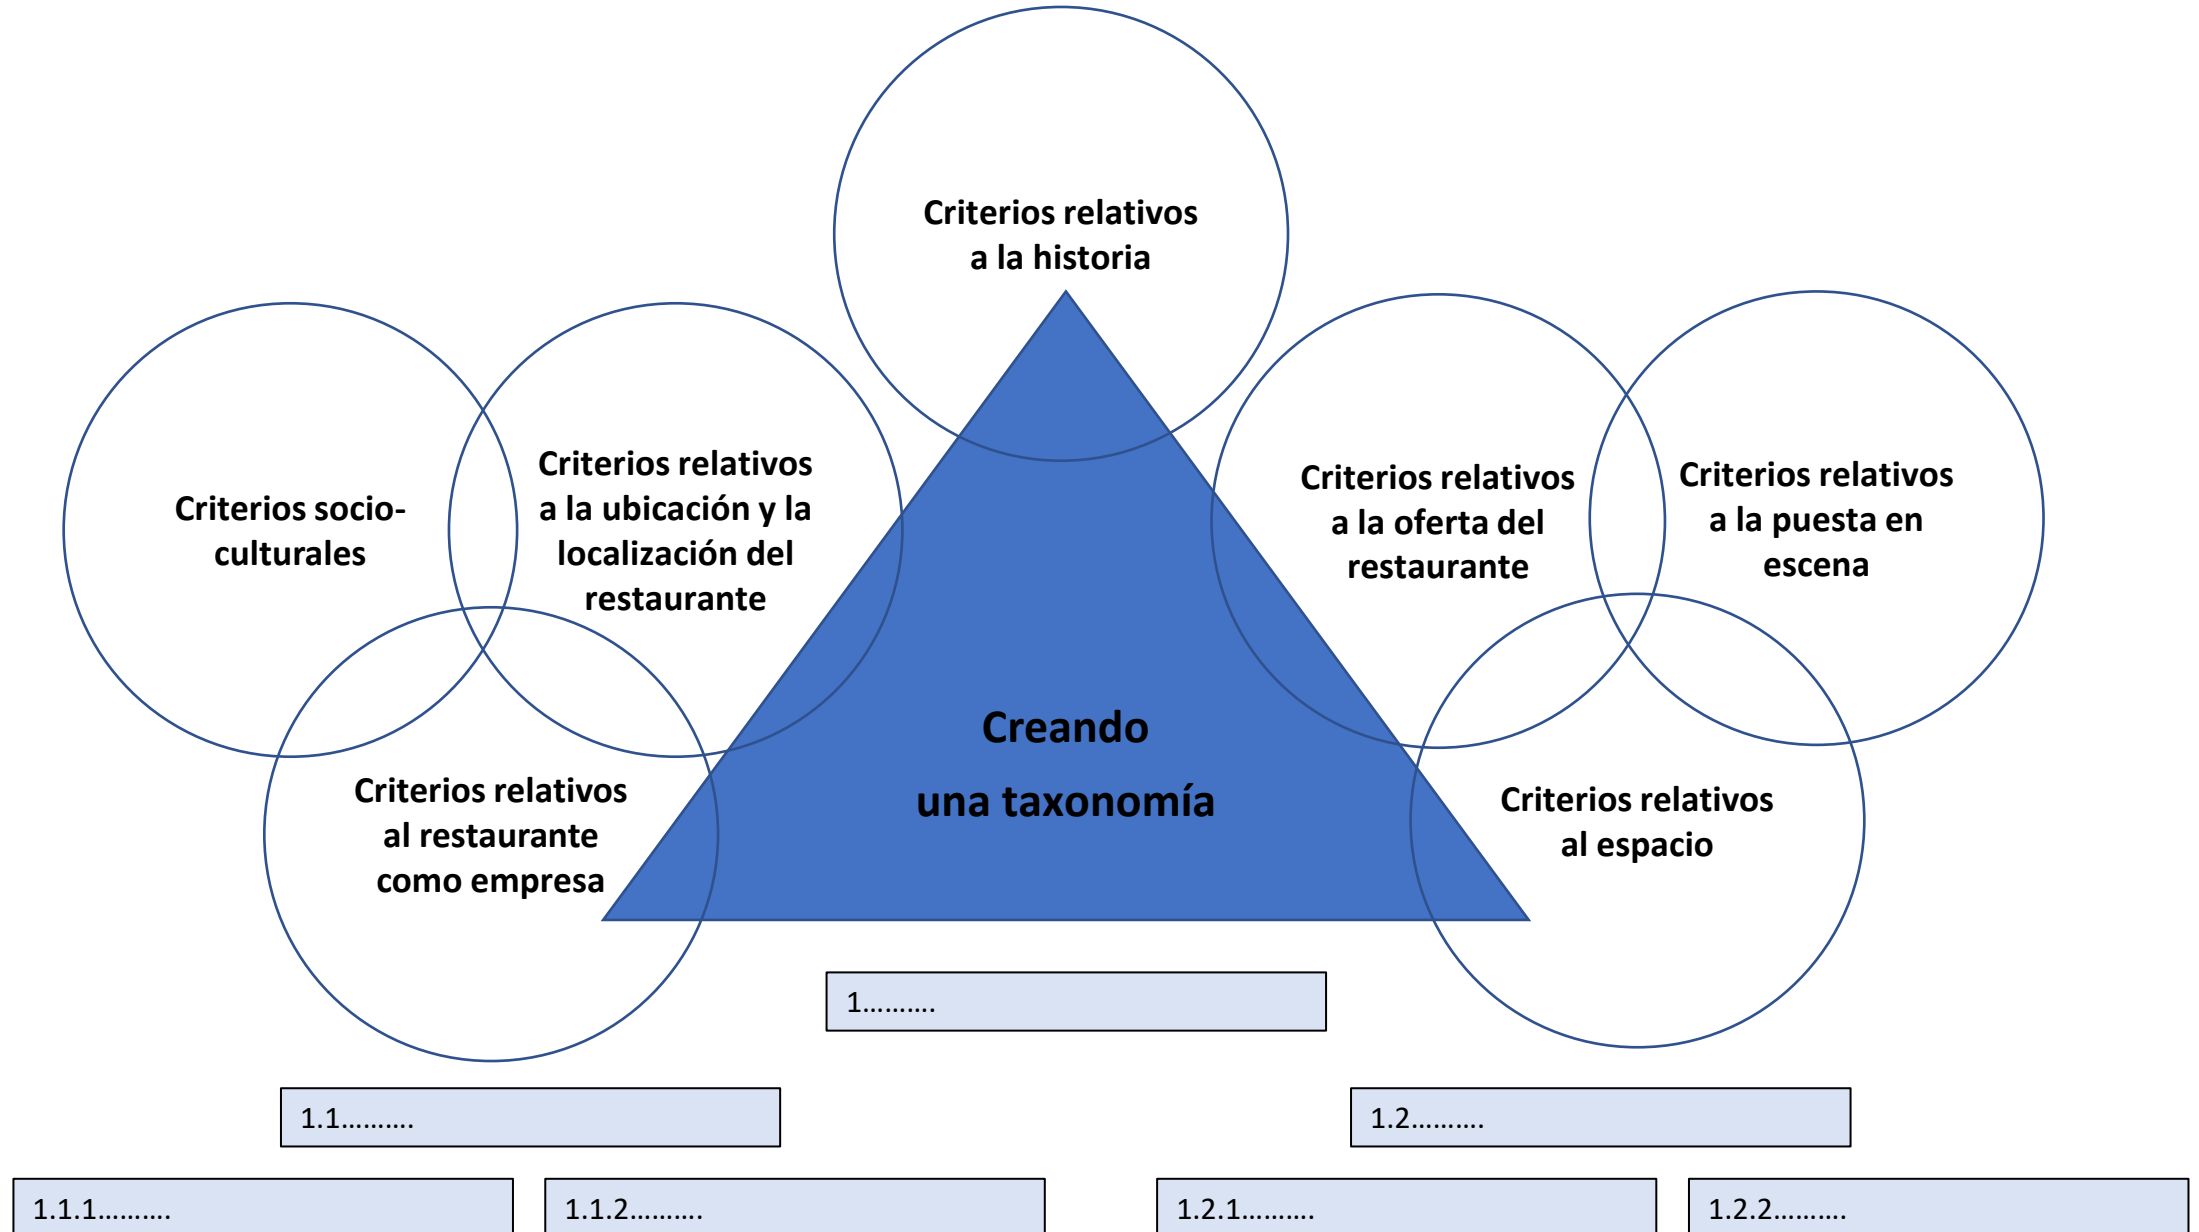 Criterios relativos
a la historia
Criterios socio-
culturales
Criterios relativos
a la ubicación y la
localización del
restaurante
Criterios relativos
a la oferta del
restaurante
Criterios relativos
a la puesta en
escena
Criterios relativos
al restaurante
como empresa
Creando
una taxonomía
Criterios relativos
al espacio
1……….
1.1……….
1.2……….
1.1.1……….
1.1.2……….
1.2.1……….
1.2.2……….